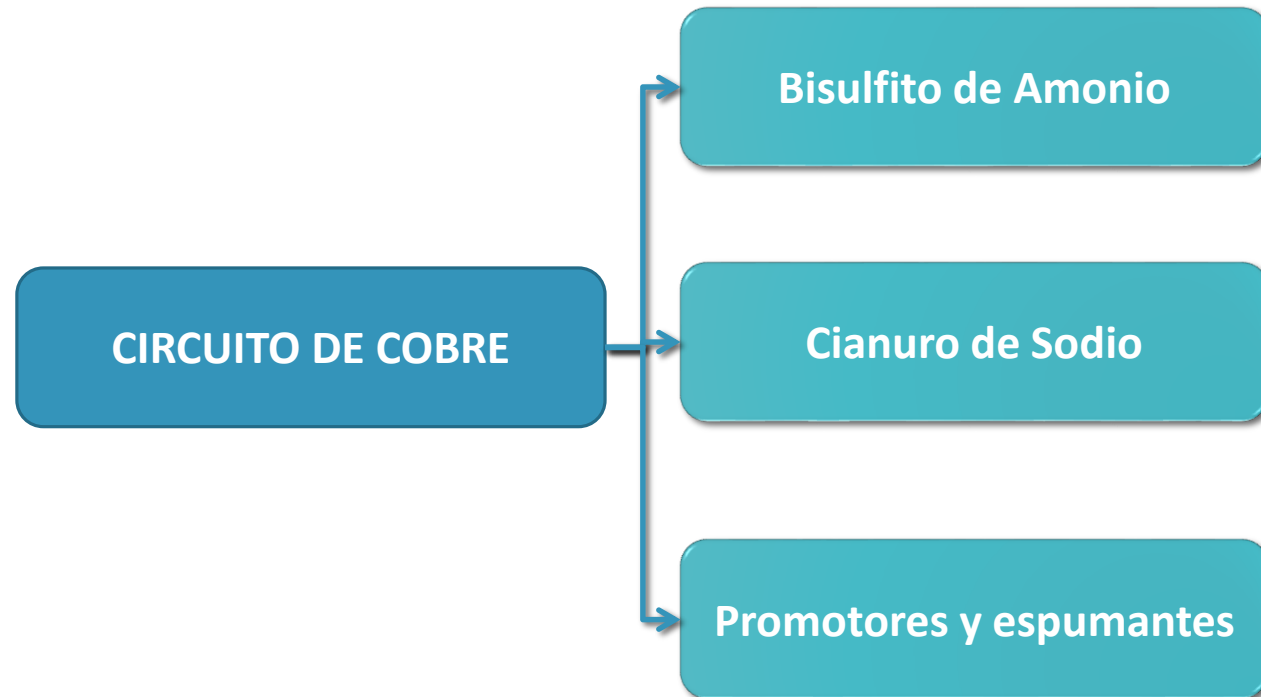 Bisulfito de Amonio
CIRCUITO DE COBRE
Cianuro de Sodio
Promotores y espumantes